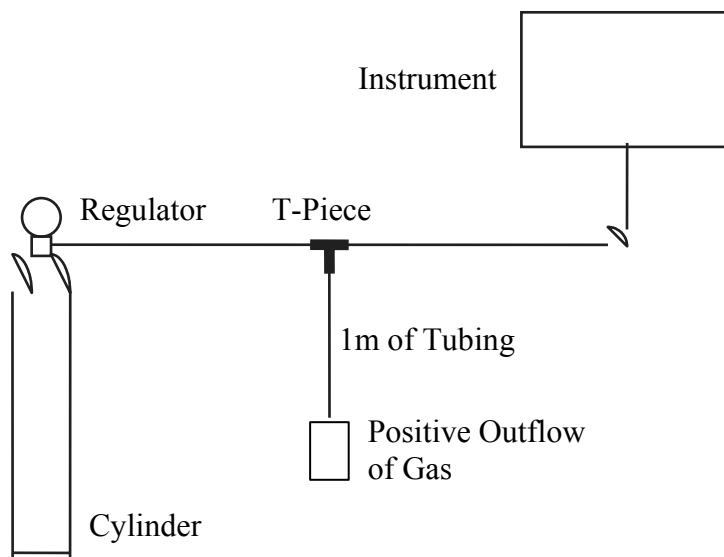 Instrument
Regulator
T-Piece
1m of Tubing
Positive Outflow
of Gas
Cylinder